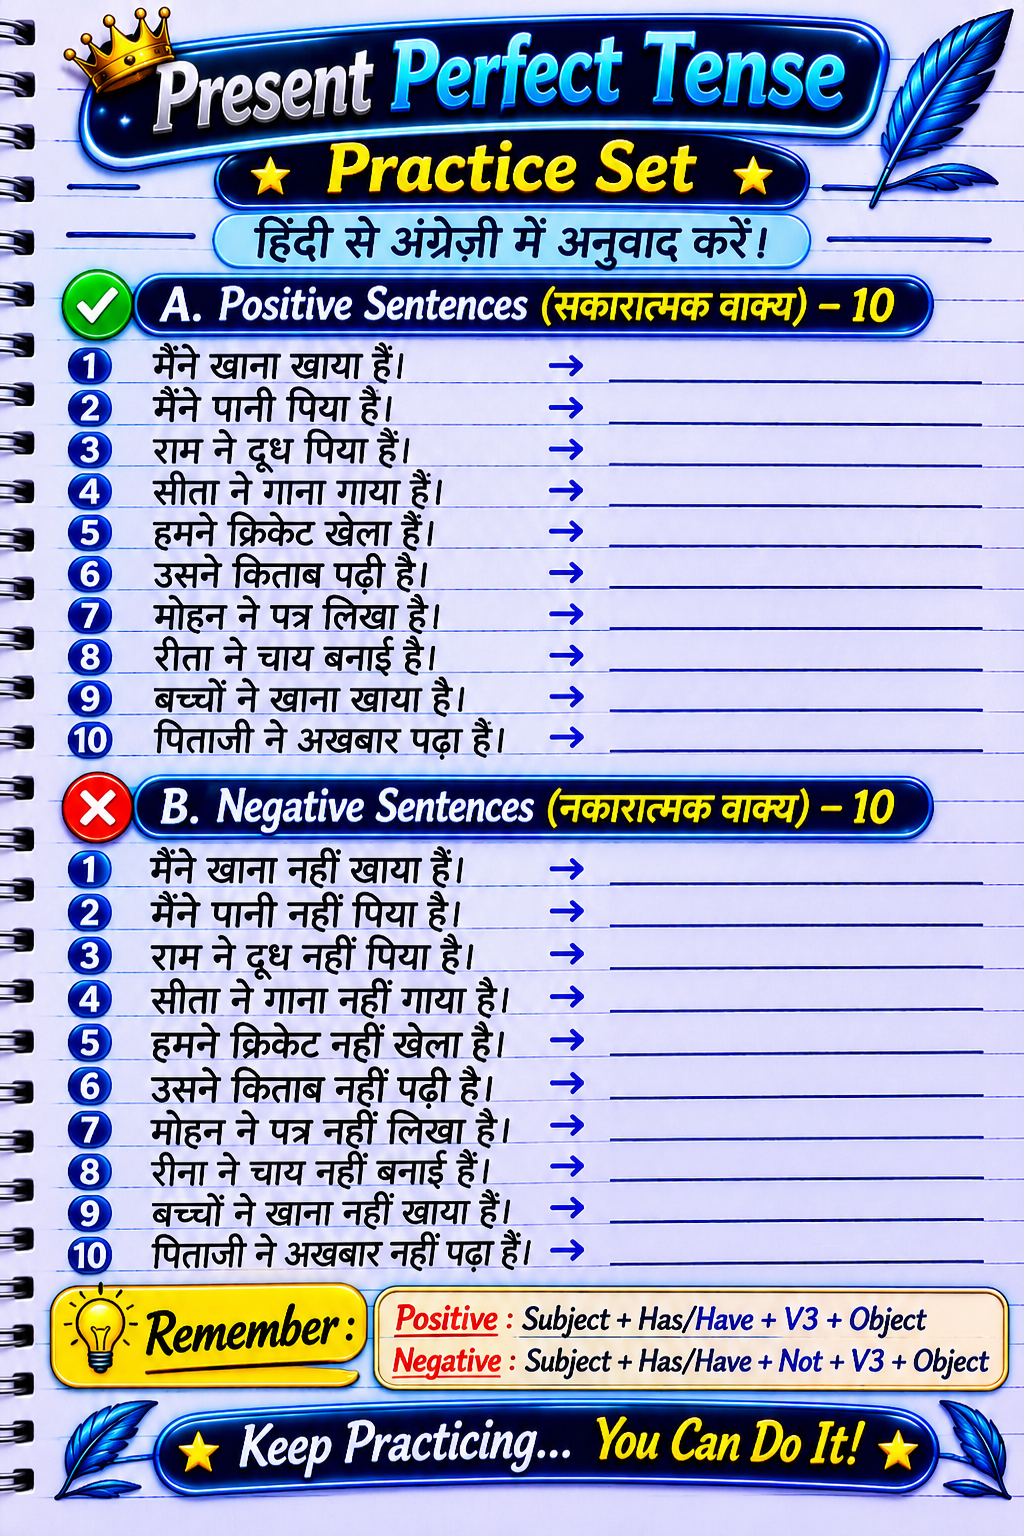 Present Perfect Tense
Practice Set
हिंदी से अंग्रेज़ी में अनुवाद करें!
A. Positive Sentences (सकारात्मक वाक्य) – 10
1 मैंने खाना खाया हैं। →
2 मैंने पानी पिया हैं। →
3 राम ने दूध पिया हैं। →
4 सीता ने गाना गाया हैं। →
5 हमने क्रिकेट खेला हैं। →
6 उसने किताब पढ़ी है। →
7 मोहन ने पत्र लिखा है। →
8 रीता ने चाय बनाई है। →
9 बच्चों ने खाना खाया है। →
10 पिताजी ने अखबार पढ़ा हैं। →
B. Negative Sentences (नकारात्मक वाक्य) – 10
1 मैंने खाना नहीं खाया हैं। →
2 मैंने पानी नहीं पिया है। →
3 राम ने दूध नहीं पिया है। →
4 सीता ने गाना नहीं गाया है। →
5 हमने क्रिकेट नहीं खेला है। →
6 उसने किताब नहीं पढ़ी है। →
7 मोहन ने पत्र नहीं लिखा है। →
8 रीना ने चाय नहीं बनाई हैं। →
9 बच्चों ने खाना नहीं खाया हैं। →
10 पिताजी ने अखबार नहीं पढ़ा हैं। →
Remember:
Positive : Subject + Has/Have + V3 + Object
Negative : Subject + Has/Have + Not + V3 + Object
Keep Practicing... You Can Do It!